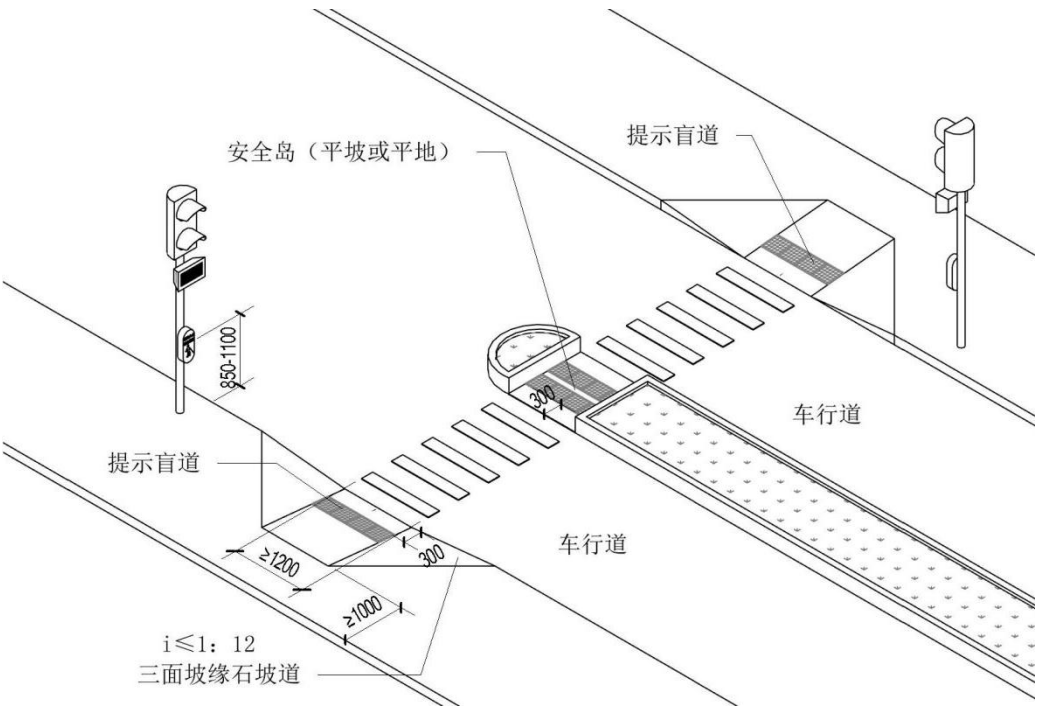 提示盲道
安全岛（平坡或平地）
850-1100
300
车行道
提示盲道
车行道
300
≥1200
≥1000
i≤1: 12
三面坡缘石坡道